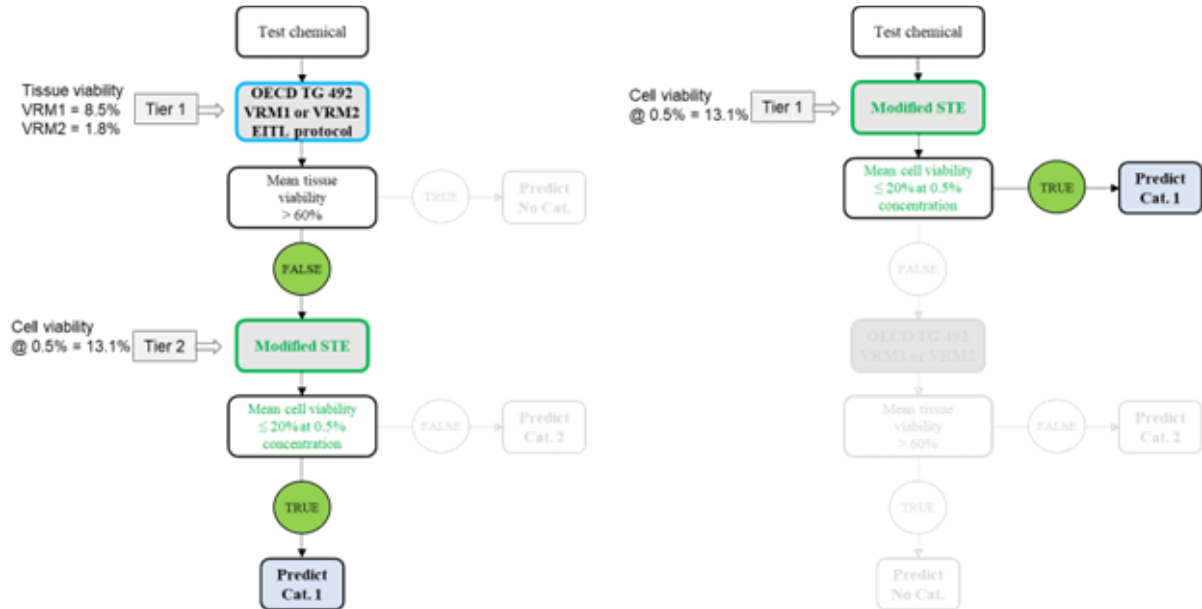 Test chemical
Tissue viability
VRM1 = 8.5%
VRM2 = 1.8%
Tier 1
OECD TG 492
VRM1 or VRM2
EITL protocol
Mean tissue
viability
> 60%
TRUE
Predict
No Cat.
FALSE
Cell viability
@ 0.5% = 13.1%
Tier 2
Modified STE
Mean cell viability
≤ 20% at 0.5%
concentration
FALSE
Predict
Cat. 2
TRUE
Predict
Cat. 1
Test chemical
Cell viability
@ 0.5% = 13.1%
Tier 1
Modified STE
Mean cell viability
≤ 20% at 0.5%
concentration
TRUE
Predict
Cat. 1
FALSE
OECD TG 492
VRM1 or VRM2
Mean tissue
viability
> 60%
FALSE
Predict
Cat. 2
TRUE
Predict
No Cat.